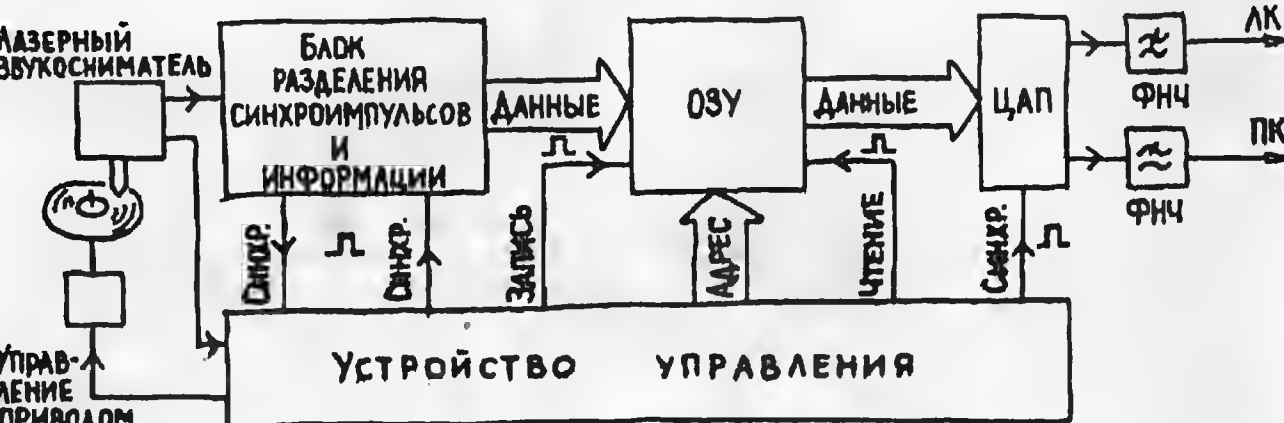 ЛАЗЕРНЫЙ
ЗВУКОСНИМАТЕЛЬ
БЛОК
РАЗДЕЛЕНИЯ
СИНХРОИМПУЛЬСОВ
И
ИНФОРМАЦИИ
ДАННЫЕ
ОЗУ
ДАННЫЕ
ЦАП
ЛК
ФНЧ
ПК
ФНЧ
СИНХР.
СИНХР.
ЗАПИСЬ
АДРЕС
ЧТЕНИЕ
СИНХР.
УСТРОЙСТВО УПРАВЛЕНИЯ
УПРАВ-
ЛЕНИЕ
ПРИВОДОМ